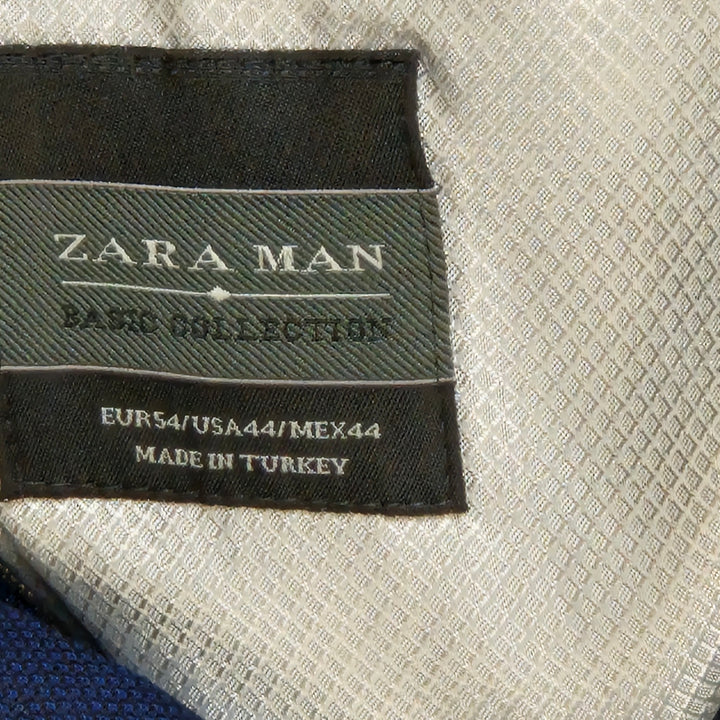 ZARA MAN
BASIC COLLECTION
EUR54/USA44/MEX44
MADE IN TURKEY